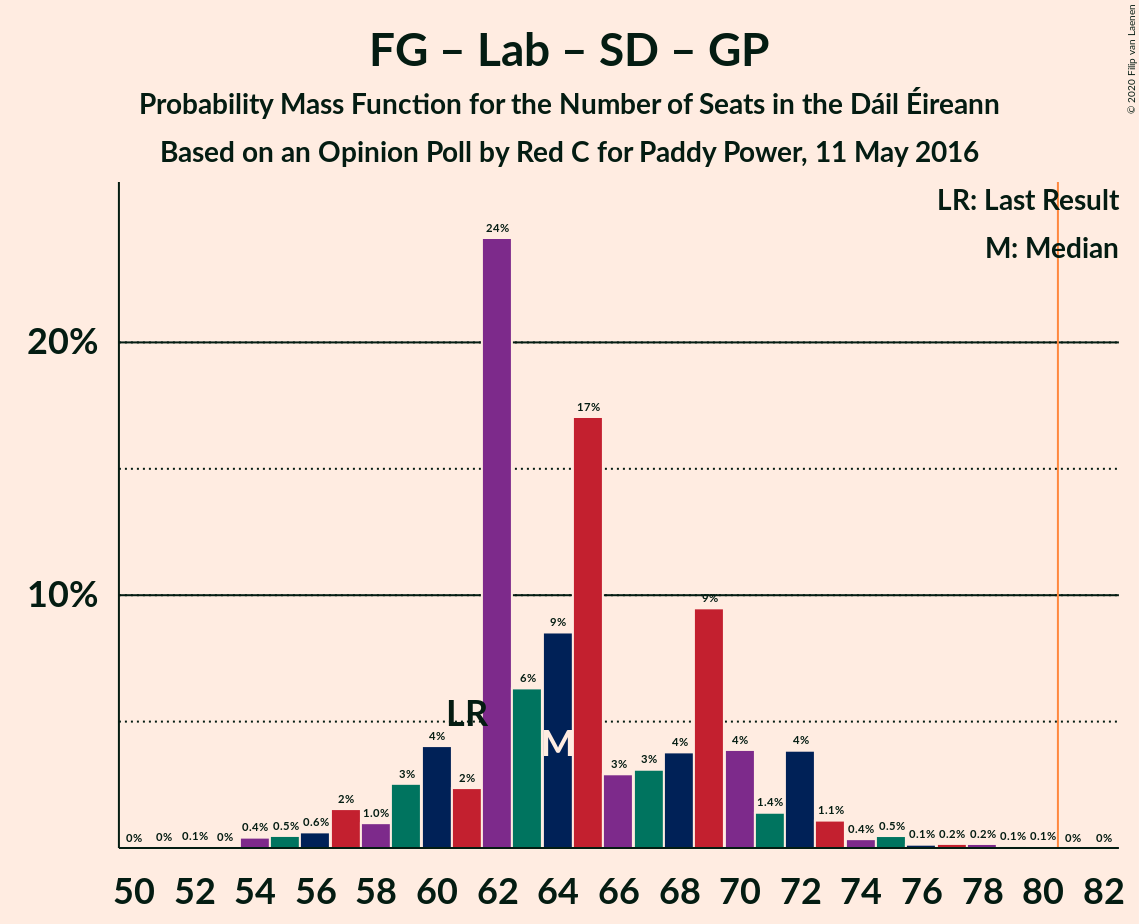 FG – Lab – SD – GP
Probability Mass Function for the Number of Seats in the Dáil Éireann
Based on an Opinion Poll by Red C for Paddy Power, 11 May 2016
© 2020 Filip van Laenen
LR: Last Result
M: Median
20%
10%
0% 0% 0.1% 0% 0.4% 0.5% 0.6% 2% 1.0% 3% 4% 2% 24% 6% 9% 17% 3% 3% 4% 9% 4% 1.4% 4% 1.1% 0.4% 0.5% 0.1% 0.2% 0.2% 0.1% 0.1% 0% 0%
LR
M
50 52 54 56 58 60 62 64 66 68 70 72 74 76 78 80 82